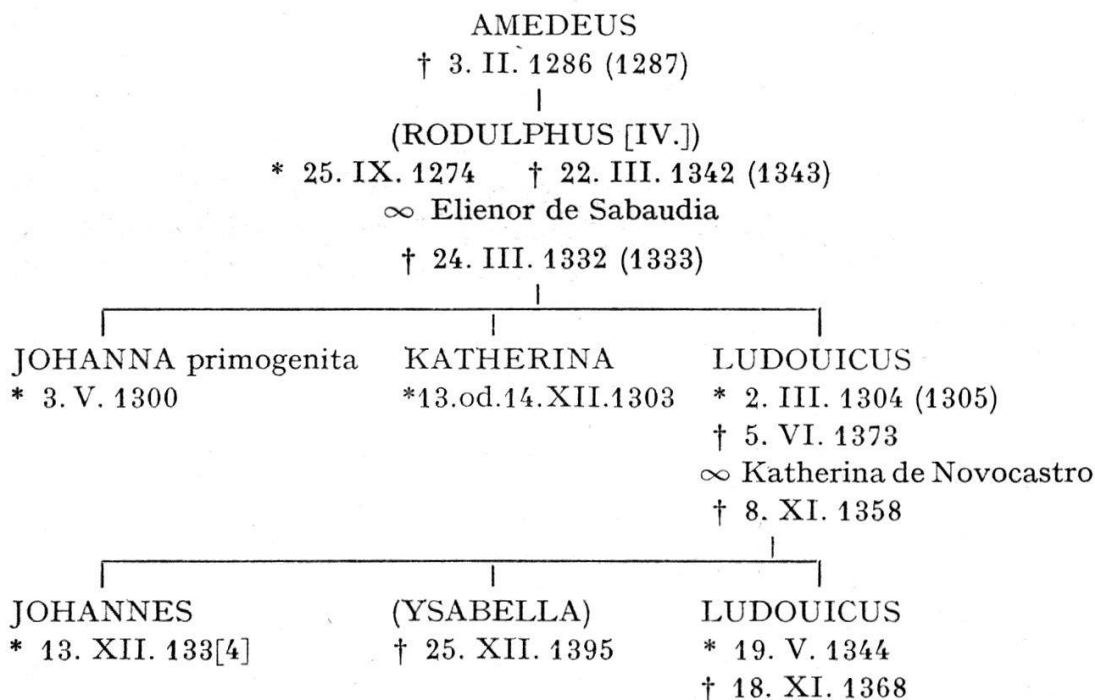 AMEDEUS
† 3. II. 1286 (1287)
(RODULPHUS [IV.])
* 25. IX. 1274 † 22. III. 1342 (1343)
∞ Elienor de Sabaudia
† 24. III. 1332 (1333)
JOHANNA primogenita KATHERINA LUDOUICUS
* 3. V. 1300 *13.od.14.XII.1303 * 2. III. 1304 (1305)
† 5. VI. 1373
∞ Katherina de Novocastro
† 8. XI. 1358
JOHANNES (YSABELLA) LUDOUICUS
* 13. XII. 133[4] † 25. XII. 1395 * 19. V. 1344
† 18. XI. 1368